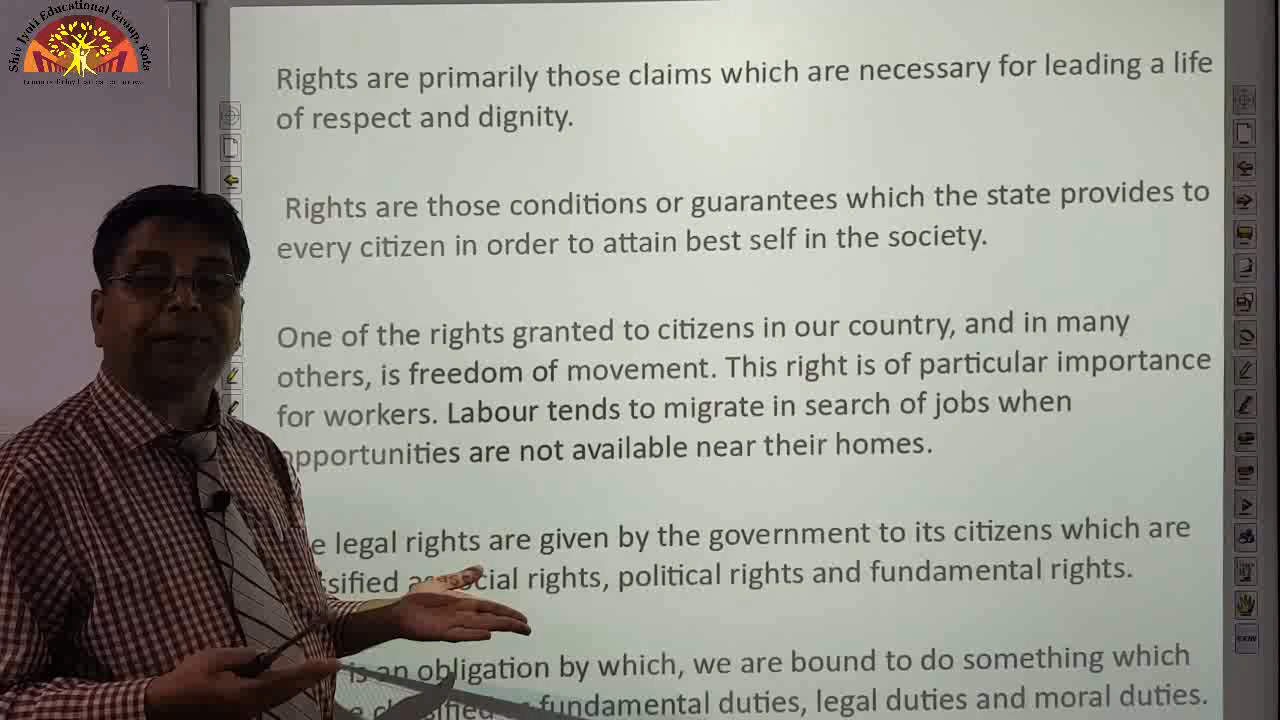 Shiv Jyoti Educational Group, Kota
Rights are primarily those claims which are necessary for leading a life
of respect and dignity.
Rights are those conditions or guarantees which the state provides to
every citizen in order to attain best self in the society.
One of the rights granted to citizens in our country, and in many
others, is freedom of movement. This right is of particular importance
for workers. Labour tends to migrate in search of jobs when
opportunities are not available near their homes.
legal rights are given by the government to its citizens which are
social rights, political rights and fundamental rights.
is an obligation by which, we are bound to do something which
fundamental duties, legal duties and moral duties.